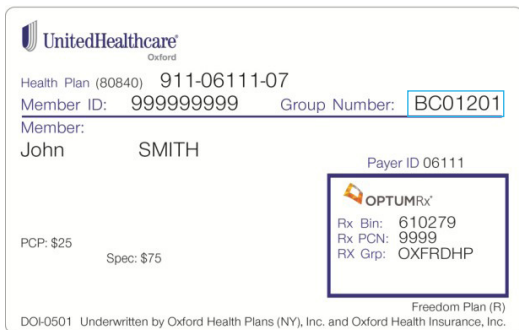 UnitedHealthcare
Oxford
Health Plan (80840) 911-06111-07
Member ID: 999999999 Group Number: BC01201
Member:
John SMITH
Payer ID 06111
OPTUMRx
Rx Bin: 610279
Rx PCN: 9999
RX Grp: OXFRDHP
PCP: $25
Spec: $75
Freedom Plan (R)
DOI-0501 Underwritten by Oxford Health Plans (NY), Inc. and Oxford Health Insurance, Inc.